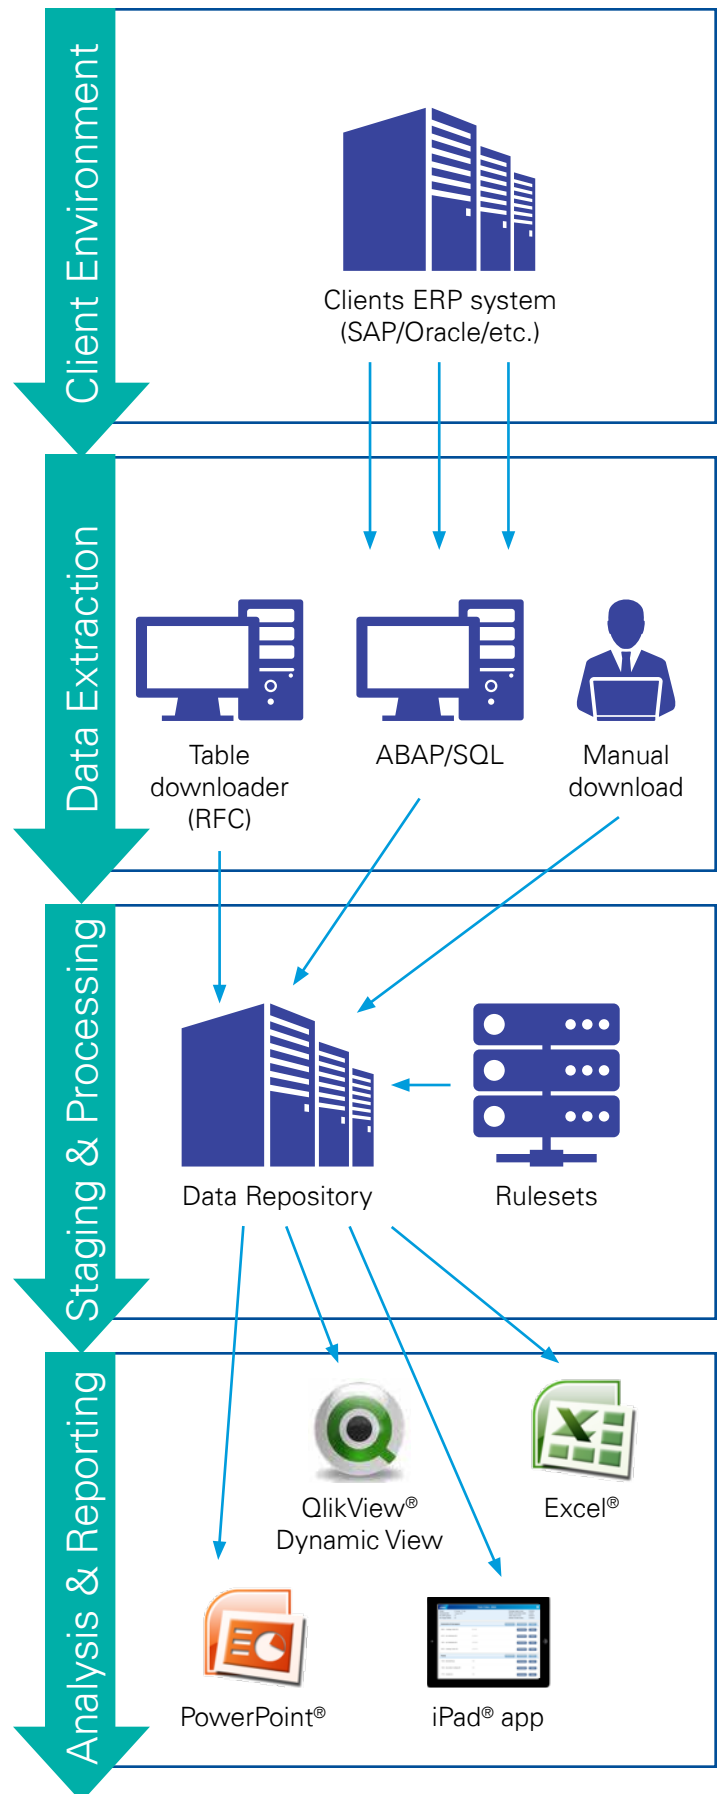 Client Environment
Clients ERP system
(SAP/Oracle/etc.)
Data Extraction
Table
downloader
(RFC)
ABAP/SQL
Manual
download
Staging & Processing
Data Repository
Rulesets
Analysis & Reporting
QlikView®
Dynamic View
Excel®
PowerPoint®
iPad® app